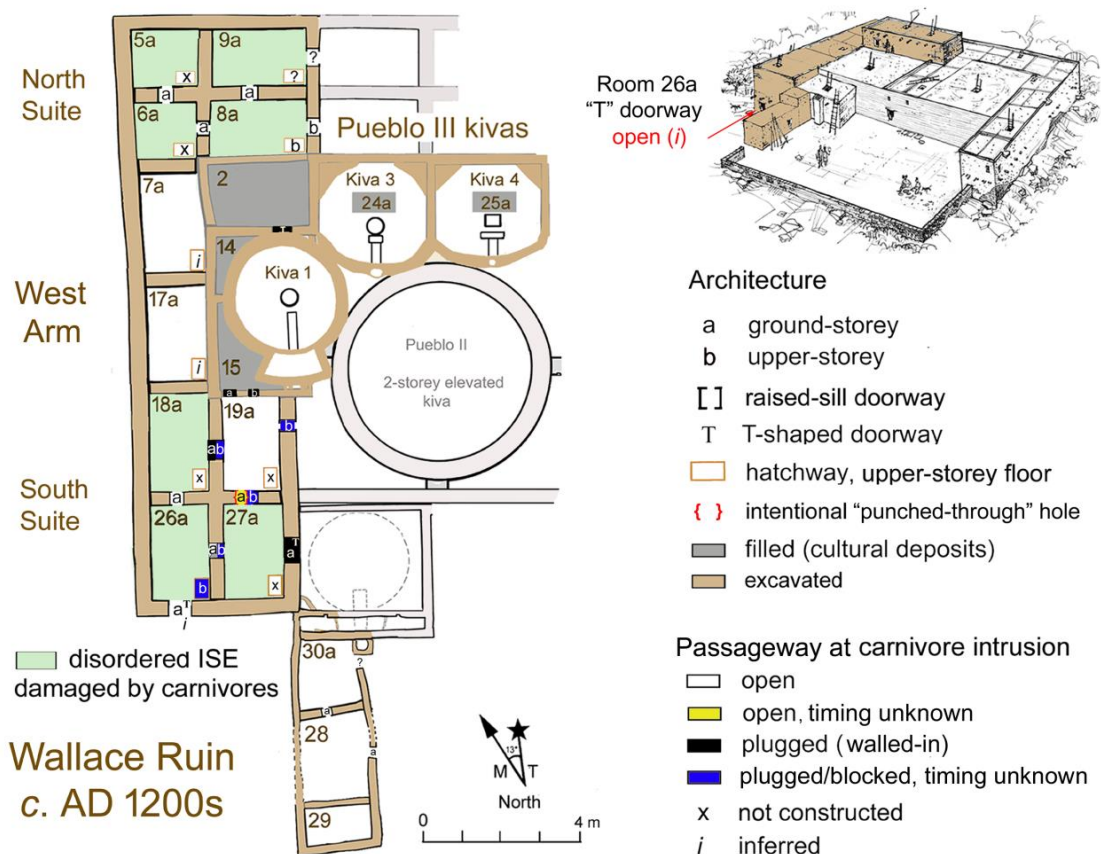 North
Suite
5a
9a
x
?
?
a
a
6a
8a
a
b
x
b
Pueblo III kivas
7a
2
Kiva 3
24a
Kiva 4
25a
T
i
14
Kiva 1
West
Arm
17a
i
15
Pueblo II
2-storey elevated
kiva
a
b
18a
19a
b
ab
x
x
South
Suite
a
ab
26a
27a
ab
T
a
b
x
aT
i
30a
?
a
28
a
29
disordered ISE
damaged by carnivores
Wallace Ruin
c. AD 1200s
13°
M T
North
0 4 m
Room 26a
“T” doorway
open (i)
Architecture
a ground-storey
b upper-storey
[ ] raised-sill doorway
T T-shaped doorway
hatchway, upper-storey floor
{ } intentional “punched-through” hole
filled (cultural deposits)
excavated
Passageway at carnivore intrusion
open
open, timing unknown
plugged (walled-in)
plugged/blocked, timing unknown
x not constructed
i inferred